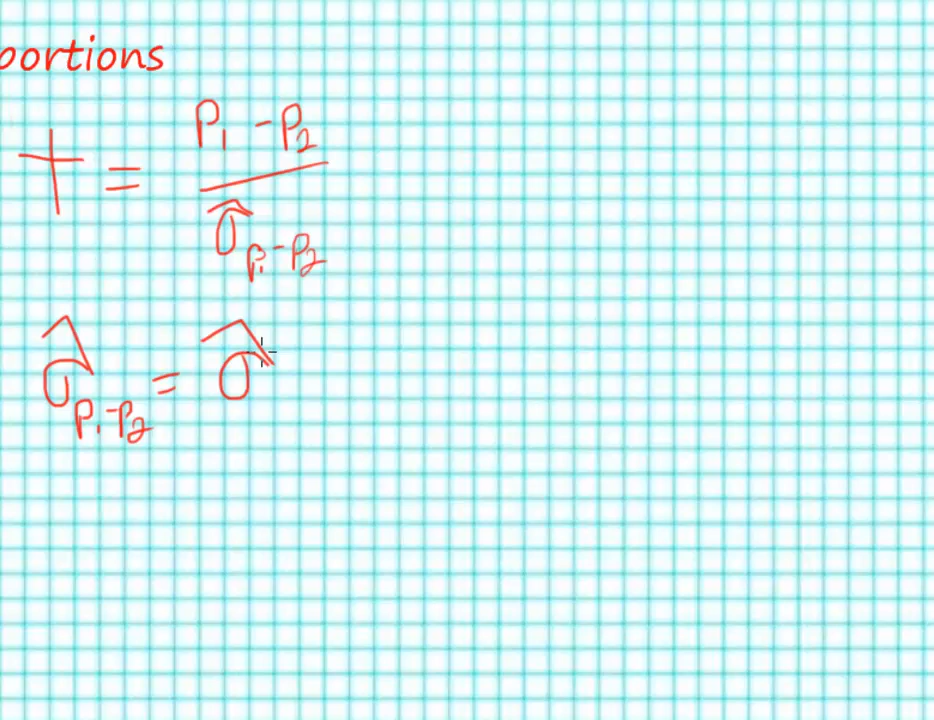 portions
t = P₁ - P₂ / σ̂ P₁ - P₂
σ̂ P₁ - P₂ = σ̂